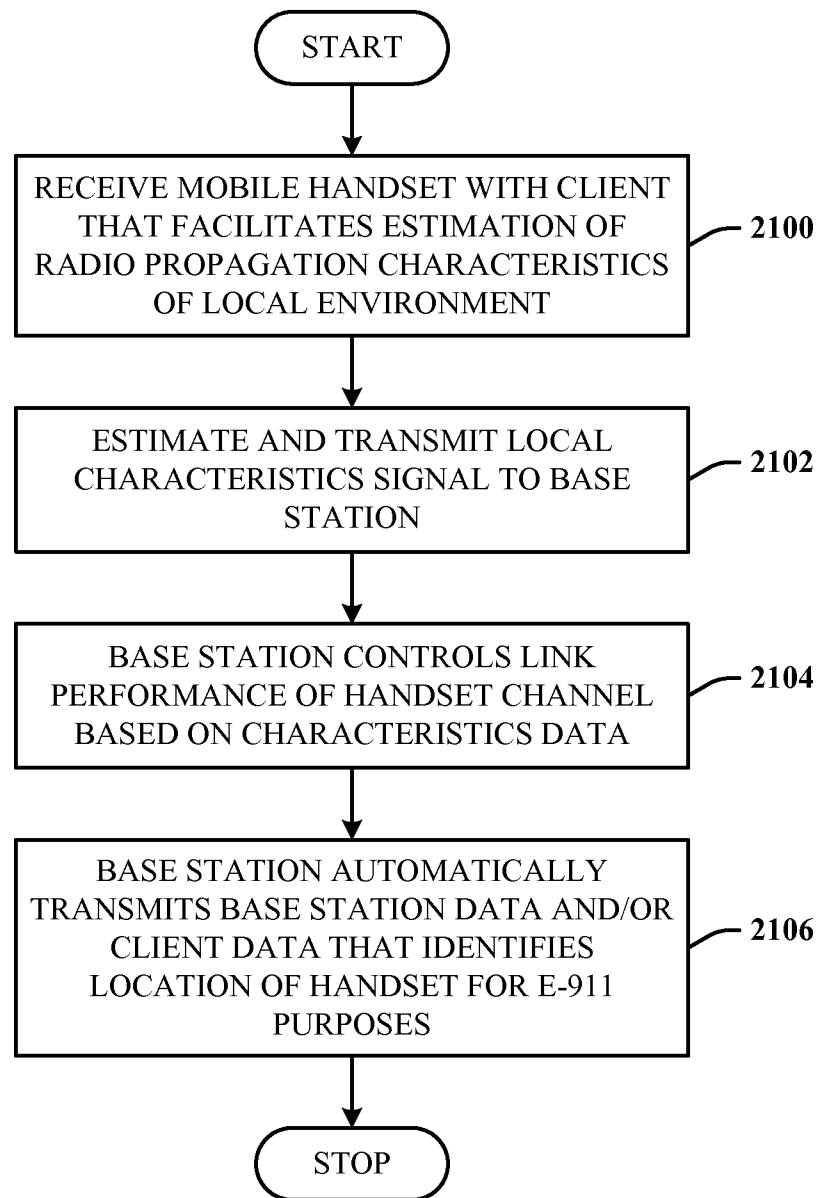 START
RECEIVE MOBILE HANDSET WITH CLIENT
THAT FACILITATES ESTIMATION OF
RADIO PROPAGATION CHARACTERISTICS
OF LOCAL ENVIRONMENT
2100
ESTIMATE AND TRANSMIT LOCAL
CHARACTERISTICS SIGNAL TO BASE
STATION
2102
BASE STATION CONTROLS LINK
PERFORMANCE OF HANDSET CHANNEL
BASED ON CHARACTERISTICS DATA
2104
BASE STATION AUTOMATICALLY
TRANSMITS BASE STATION DATA AND/OR
CLIENT DATA THAT IDENTIFIES
LOCATION OF HANDSET FOR E-911
PURPOSES
2106
STOP